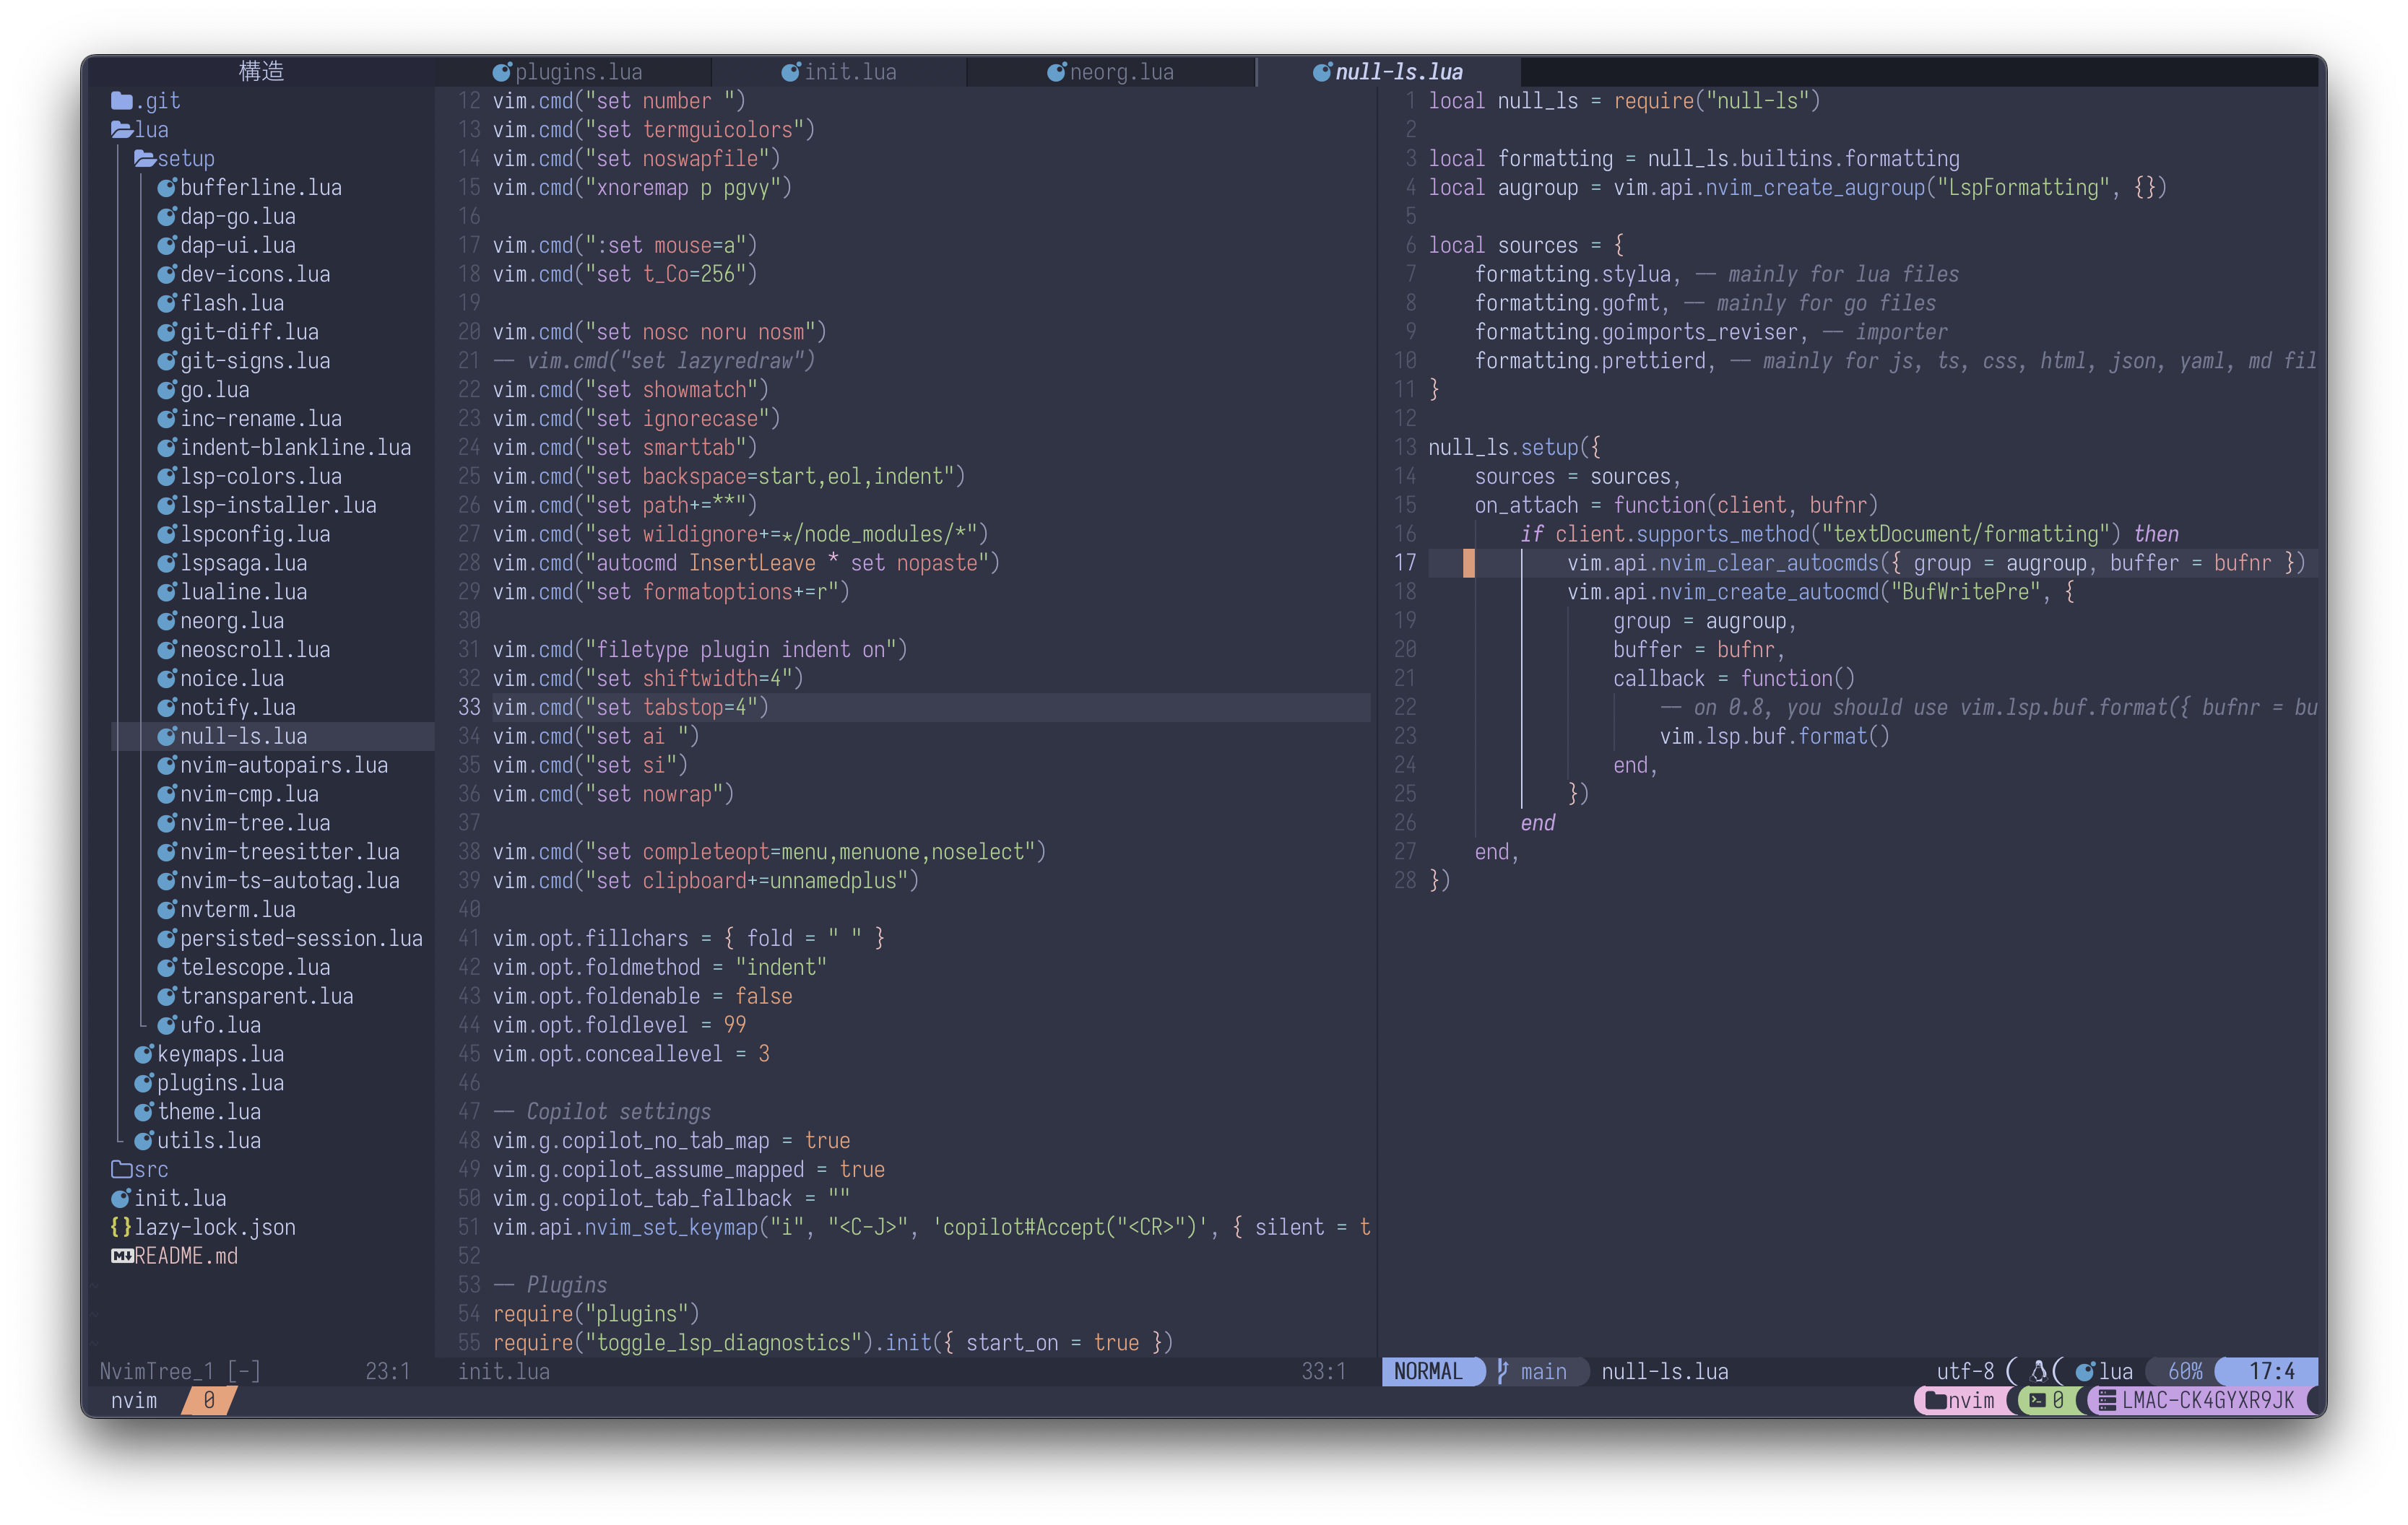 構造
plugins.lua
init.lua
neorg.lua
null-ls.lua
.git
lua
setup
bufferline.lua
dap-go.lua
dap-ui.lua
dev-icons.lua
flash.lua
git-diff.lua
git-signs.lua
go.lua
inc-rename.lua
indent-blankline.lua
lsp-colors.lua
lsp-installer.lua
lspconfig.lua
lspsaga.lua
lualine.lua
neorg.lua
neoscroll.lua
noice.lua
notify.lua
null-ls.lua
nvim-autopairs.lua
nvim-cmp.lua
nvim-tree.lua
nvim-treesitter.lua
nvim-ts-autotag.lua
nvterm.lua
persisted-session.lua
telescope.lua
transparent.lua
ufo.lua
keymaps.lua
plugins.lua
theme.lua
utils.lua
src
init.lua
{} lazy-lock.json
README.md
12 vim.cmd("set number ")
13 vim.cmd("set termguicolors")
14 vim.cmd("set noswapfile")
15 vim.cmd("xnoremap p pgvy")
16
17 vim.cmd(":set mouse=a")
18 vim.cmd("set t_Co=256")
19
20 vim.cmd("set nosc noru nosm")
21 -- vim.cmd("set lazyredraw")
22 vim.cmd("set showmatch")
23 vim.cmd("set ignorecase")
24 vim.cmd("set smarttab")
25 vim.cmd("set backspace=start,eol,indent")
26 vim.cmd("set path+=**")
27 vim.cmd("set wildignore+=*/node_modules/*")
28 vim.cmd("autocmd InsertLeave * set nopaste")
29 vim.cmd("set formatoptions+=r")
30
31 vim.cmd("filetype plugin indent on")
32 vim.cmd("set shiftwidth=4")
33 vim.cmd("set tabstop=4")
34 vim.cmd("set ai ")
35 vim.cmd("set si")
36 vim.cmd("set nowrap")
37
38 vim.cmd("set completeopt=menu,menuone,noselect")
39 vim.cmd("set clipboard+=unnamedplus")
40
41 vim.opt.fillchars = { fold = " " }
42 vim.opt.foldmethod = "indent"
43 vim.opt.foldenable = false
44 vim.opt.foldlevel = 99
45 vim.opt.conceallevel = 3
46
47 -- Copilot settings
48 vim.g.copilot_no_tab_map = true
49 vim.g.copilot_assume_mapped = true
50 vim.g.copilot_tab_fallback = ""
51 vim.api.nvim_set_keymap("i", "<C-J>", 'copilot#Accept("<CR>")', { silent = t
52
53 -- Plugins
54 require("plugins")
55 require("toggle_lsp_diagnostics").init({ start_on = true })
1 local null_ls = require("null-ls")
2
3 local formatting = null_ls.builtins.formatting
4 local augroup = vim.api.nvim_create_augroup("LspFormatting", {})
5
6 local sources = {
7 formatting.stylua, -- mainly for lua files
8 formatting.gofmt, -- mainly for go files
9 formatting.goimports_reviser, -- importer
10 formatting.prettierd, -- mainly for js, ts, css, html, json, yaml, md fil
11 }
12
13 null_ls.setup({
14 sources = sources,
15 on_attach = function(client, bufnr)
16 if client.supports_method("textDocument/formatting") then
17 vim.api.nvim_clear_autocmds({ group = augroup, buffer = bufnr })
18 vim.api.nvim_create_autocmd("BufWritePre", {
19 group = augroup,
20 buffer = bufnr,
21 callback = function()
22 -- on 0.8, you should use vim.lsp.buf.format({ bufnr = bu
23 vim.lsp.buf.format()
24 end,
25 })
26 end
27 end,
28 })
NvimTree_1 [-] 23:1
init.lua 33:1
NORMAL main null-ls.lua utf-8 lua 60% 17:4
nvim 0
nvim 0 LMAC-CK4GYXR9JK